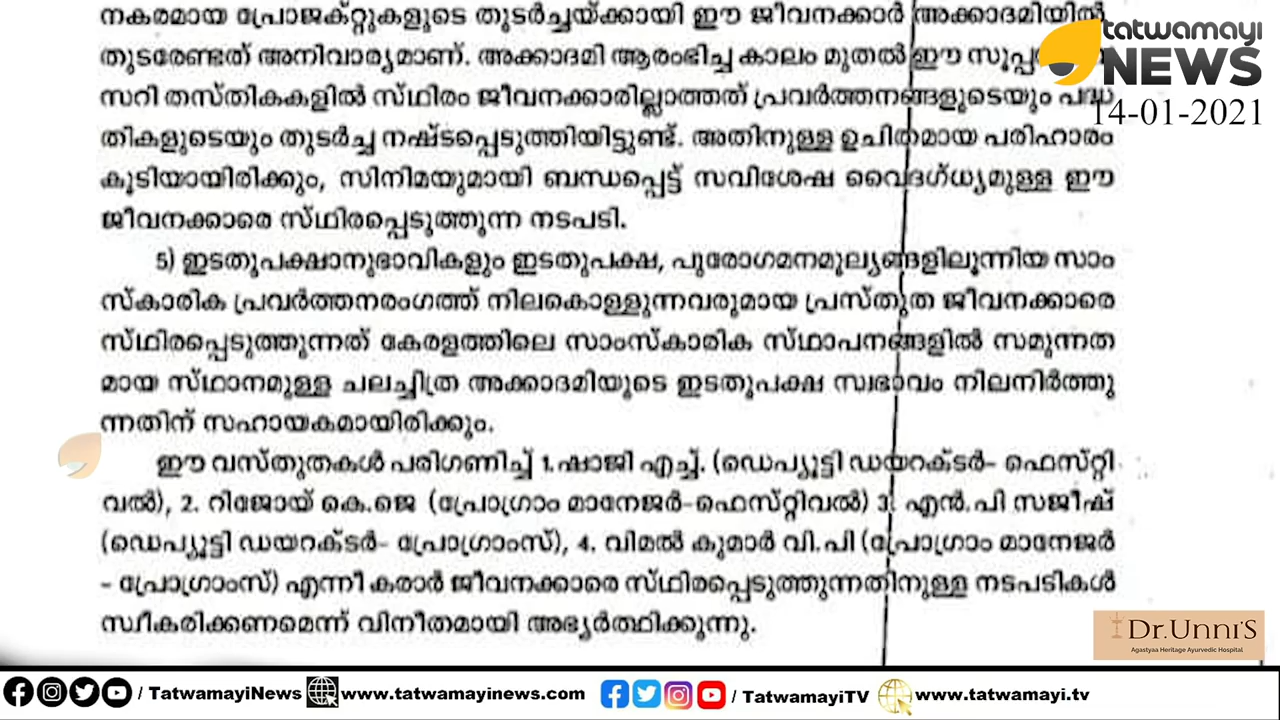 നകരമായ പ്രോജക്റ്റുകളുടെ തുടർച്ചയ്ക്കായി ഈ ജീവനക്കാർ അക്കാദമിയിൽ
തുടരേണ്ടത് അനിവാര്യമാണ്. അക്കാദമി ആരംഭിച്ച കാലം മുതൽ ഈ
സറി തസ്തികകളിൽ സ്ഥിരം ജീവനക്കാരില്ലാത്തത് പ്രവർത്തനങ്ങളുടെയും പദ്ധ
തികളുടെയും തുടർച്ച നഷ്ടപ്പെടുത്തിയിട്ടുണ്ട്. അതിനുള്ള ഉചിതമായ പരിഹാരം
കൂടിയായിരിക്കും, സിനിമയുമായി ബന്ധപ്പെട്ട് സവിശേഷ വൈദഗ്ധ്യമുള്ള ഈ
ജീവനക്കാരെ സ്ഥിരപ്പെടുത്തുന്ന നടപടി.
5) ഇടതുപക്ഷാനുഭാവികളും ഇടതുപക്ഷ, പുരോഗമനമൂല്യങ്ങളിലൂന്നിയ സാം
സ്കാരിക പ്രവർത്തനരംഗത്ത് നിലകൊള്ളുന്നവരുമായ പ്രസ്തുത ജീവനക്കാരെ
സ്ഥിരപ്പെടുത്തുന്നത് കേരളത്തിലെ സാംസ്കാരിക സ്ഥാപനങ്ങളിൽ സമുന്നത
മായ സ്ഥാനമുള്ള ചലച്ചിത്ര അക്കാദമിയുടെ ഇടതുപക്ഷ സ്വഭാവം നിലനിർത്തു
ന്നതിന് സഹായകമായിരിക്കും.
ഈ വസ്തുതകൾ പരിഗണിച്ച് 1.ഷാജി എച്ച്. (ഡെപ്യൂട്ടി ഡയറക്ടർ- ഫെസ്റ്റി
വൽ), 2. റിജോയ് കെ.ജെ (പ്രോഗ്രാം മാനേജർ-ഫെസ്റ്റിവൽ) 3. എൻ.പി സജീഷ്
(ഡെപ്യൂട്ടി ഡയറക്ടർ- പ്രോഗ്രാംസ്), 4. വിമൽ കുമാർ വി.പി (പ്രോഗ്രാം മാനേജർ
- പ്രോഗ്രാംസ്) എന്നീ കരാർ ജീവനക്കാരെ സ്ഥിരപ്പെടുത്തുന്നതിനുള്ള നടപടികൾ
സ്വീകരിക്കണമെന്ന് വിനീതമായി അഭ്യർത്ഥിക്കുന്നു.
tatwamayi
NEWS
14-01-2021
Dr.Unni'S
Agastyaa Heritage Ayurvedic Hospital
/ TatwamayiNews www.tatwamayinews.com / TatwamayiTV www.tatwamayi.tv